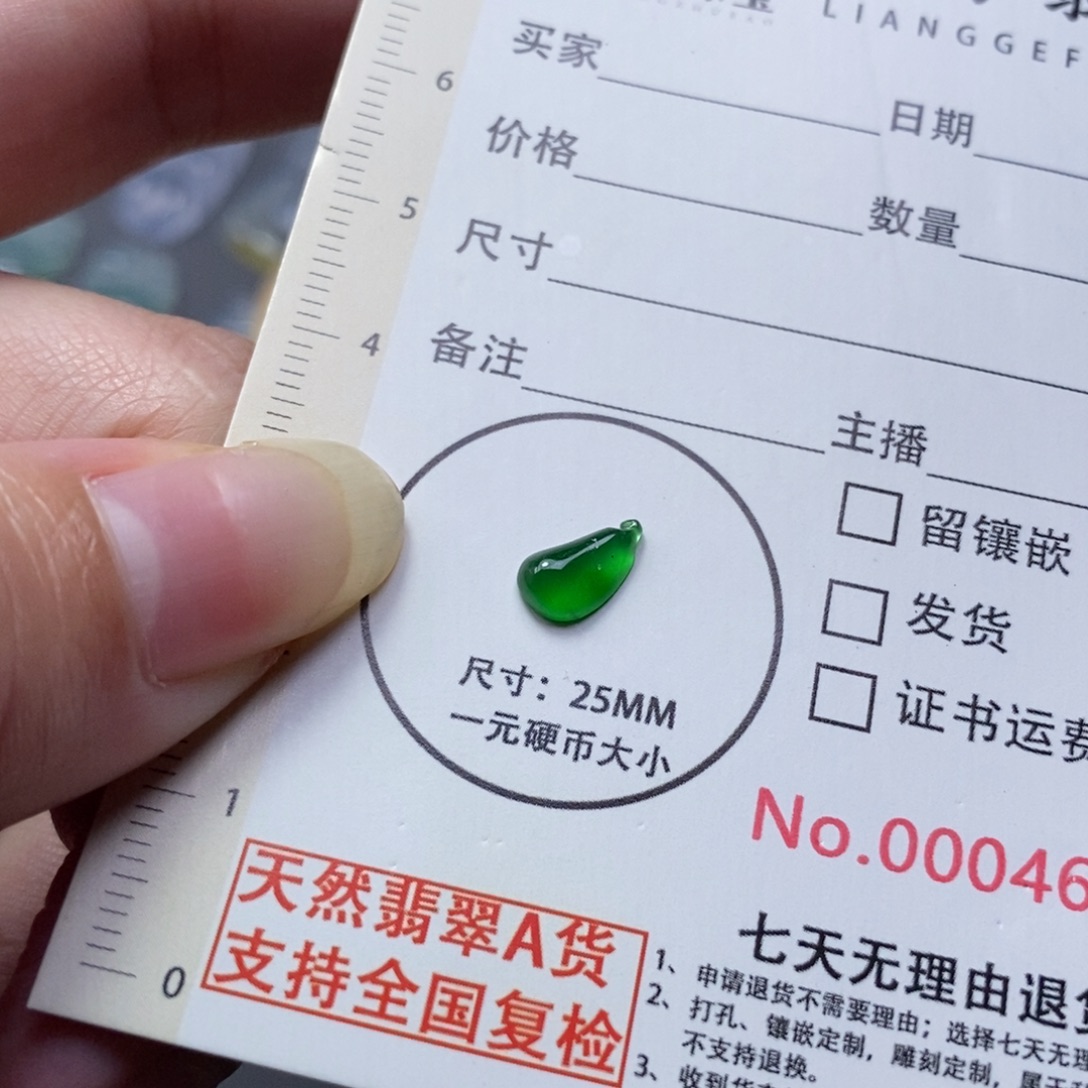 LIANGGEF
买家
日期
价格
数量
尺寸
备注
主播
留镶嵌
发货
证书运费
尺寸：25MM
一元硬币大小
No.00046
天然翡翠A货
支持全国复检
七天无理由退货
1、申请退货不需要理由；选择七天无理
2、打孔、镶嵌定制，雕刻定制，属于
不支持退换。
3、收到货
6
5
4
1
0